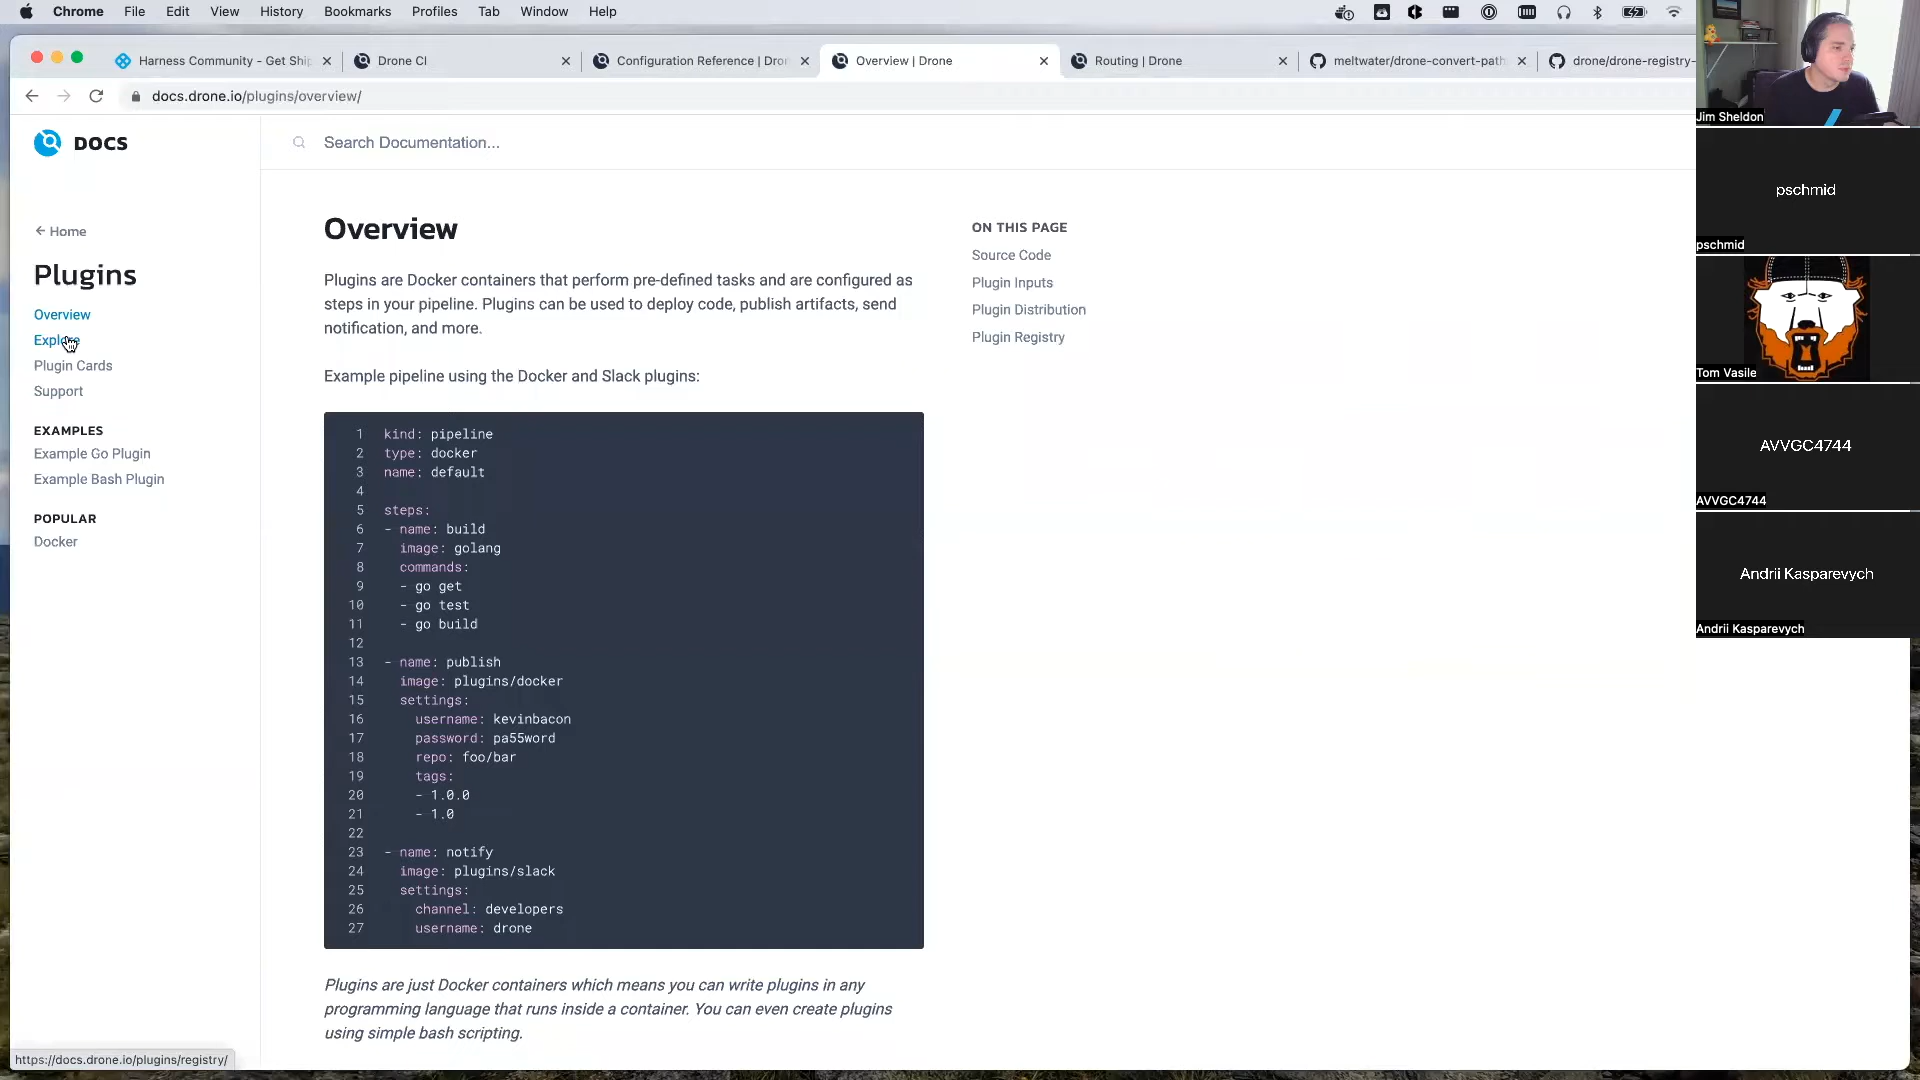 Chrome File Edit View History Bookmarks Profiles Tab Window Help
Harness Community - Get Ship
Drone CI
Configuration Reference | Dron
Overview | Drone
Routing | Drone
meltwater/drone-convert-path
drone/drone-registry-
docs.drone.io/plugins/overview/
DOCS
Search Documentation...
Home
Plugins
Overview
Explore
Plugin Cards
Support
EXAMPLES
Example Go Plugin
Example Bash Plugin
POPULAR
Docker
Overview
Plugins are Docker containers that perform pre-defined tasks and are configured as
steps in your pipeline. Plugins can be used to deploy code, publish artifacts, send
notification, and more.
Example pipeline using the Docker and Slack plugins:
1 kind: pipeline
2 type: docker
3 name: default
4
5 steps:
6 - name: build
7 image: golang
8 commands:
9 - go get
10 - go test
11 - go build
12
13 - name: publish
14 image: plugins/docker
15 settings:
16 username: kevinbacon
17 password: pa55word
18 repo: foo/bar
19 tags:
20 - 1.0.0
21 - 1.0
22
23 - name: notify
24 image: plugins/slack
25 settings:
26 channel: developers
27 username: drone
Plugins are just Docker containers which means you can write plugins in any
programming language that runs inside a container. You can even create plugins
using simple bash scripting.
ON THIS PAGE
Source Code
Plugin Inputs
Plugin Distribution
Plugin Registry
Jim Sheldon
pschmid
pschmid
Tom Vasile
AVVGC4744
AVVGC4744
Andrii Kasparevych
Andrii Kasparevych
https://docs.drone.io/plugins/registry/